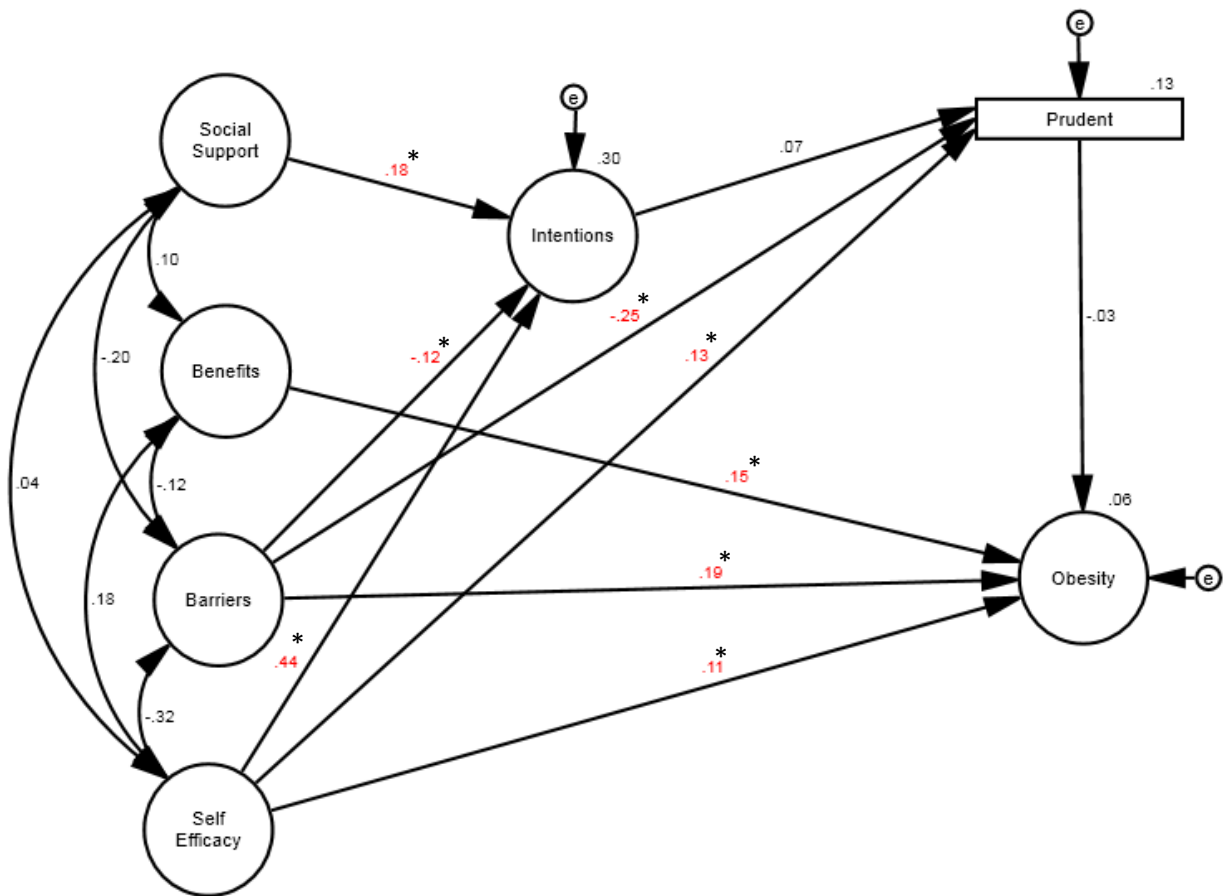 e
.13
Prudent
Social
Support
e
.18*
.30
.07
Intentions
.10
-.25*
-.03
-.12*
.13*
-.20
Benefits
.04
-.12
.15*
.06
.18
Barriers
.19*
Obesity
e
.44*
.11*
-.32
Self
Efficacy